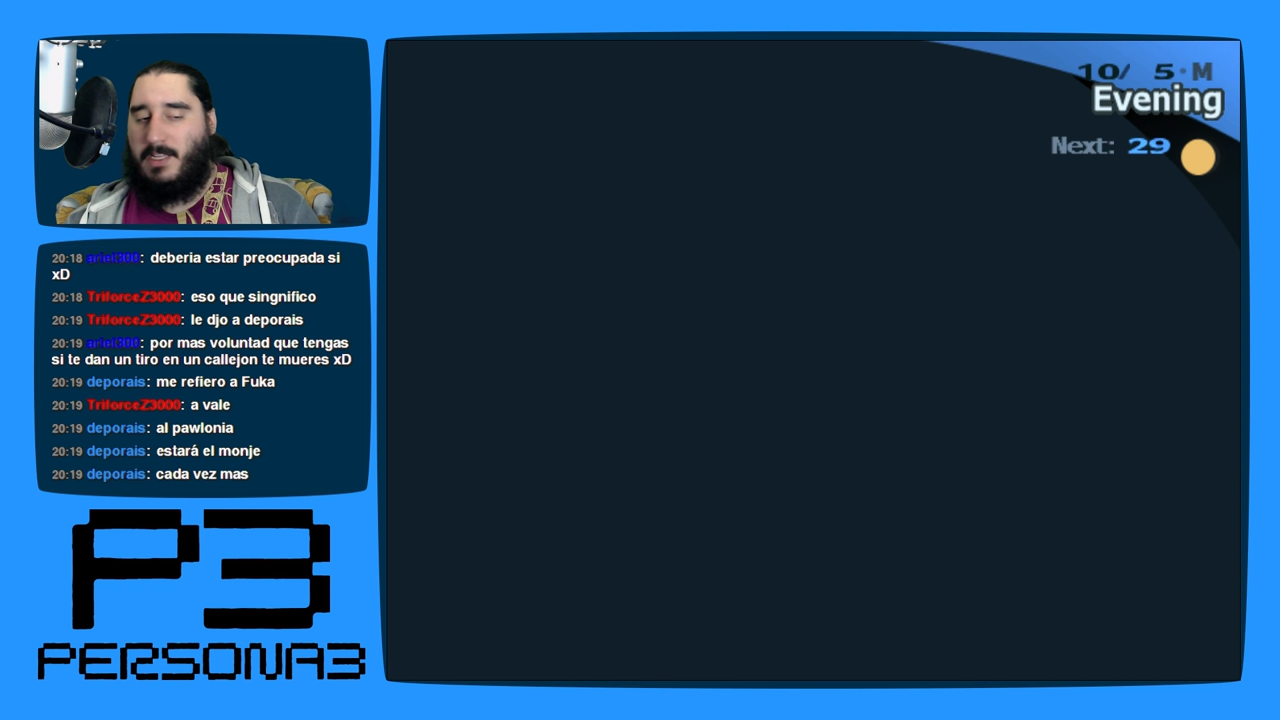 20:18 ariel300: deberia estar preocupada si
xD
20:18 TriforceZ3000: eso que singnifico
20:19 TriforceZ3000: le djo a deporais
20:19 ariel300: por mas voluntad que tengas
si te dan un tiro en un callejon te mueres xD
20:19 deporais: me refiero a Fuka
20:19 TriforceZ3000: a vale
20:19 deporais: al pawlonia
20:19 deporais: estará el monje
20:19 deporais: cada vez mas
P3
PERSONA3
10/ 5·M
Evening
Next: 29